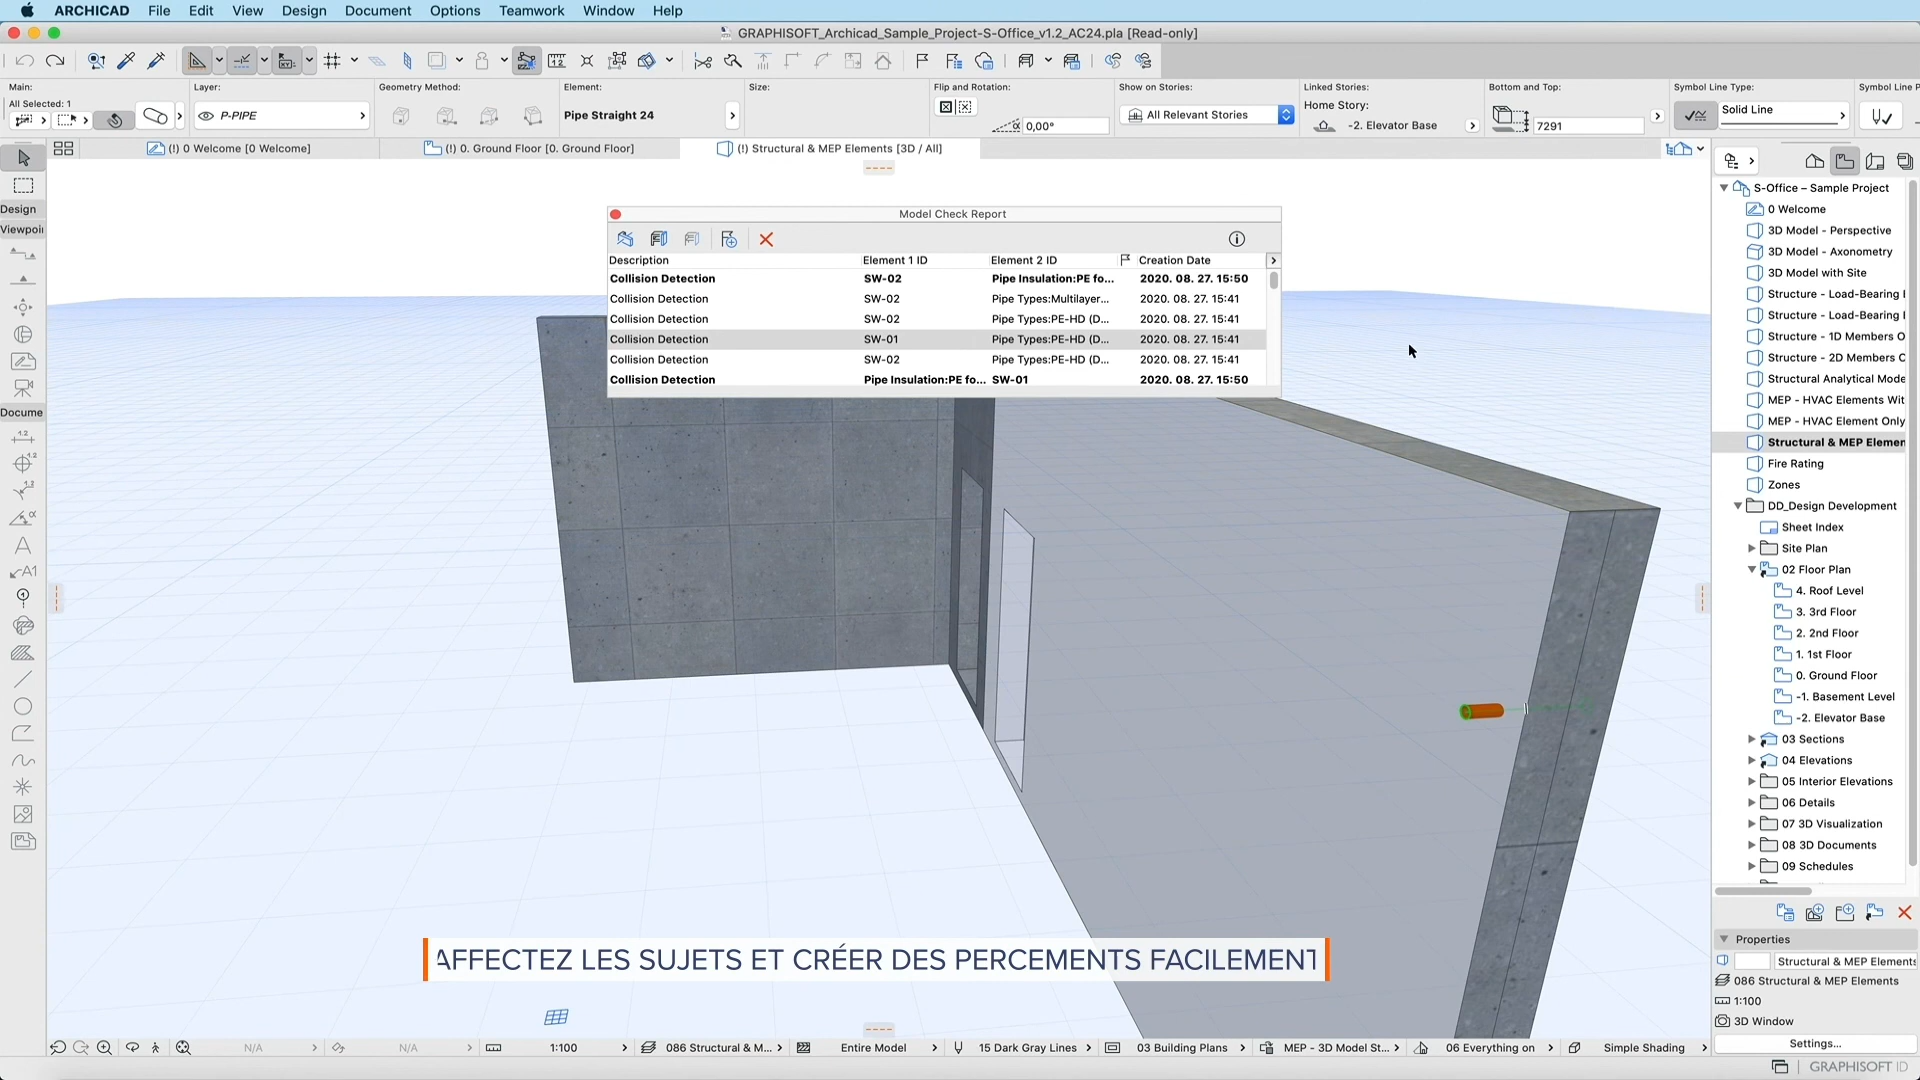 ARCHICAD File Edit View Design Document Options Teamwork Window Help
GRAPHISOFT_Archicad_Sample_Project-S-Office_v1.2_AC24.pla [Read-only]
Main: Layer: Geometry Method: Element: Size: Flip and Rotation: Show on Stories: Linked Stories: Bottom and Top: Symbol Line Type: Symbol Line P
All Selected: 1
P-PIPE
Pipe Straight 24
0,00°
All Relevant Stories
Home Story:
-2. Elevator Base
7291
Solid Line
(!) 0 Welcome [0 Welcome]
(!) 0. Ground Floor [0. Ground Floor]
(!) Structural & MEP Elements [3D / All]
Design
Viewpoi
Docume
Model Check Report
Description Element 1 ID Element 2 ID Creation Date
Collision Detection SW-02 Pipe Insulation:PE fo... 2020. 08. 27. 15:50
Collision Detection SW-02 Pipe Types:Multilayer... 2020. 08. 27. 15:41
Collision Detection SW-02 Pipe Types:PE-HD (D... 2020. 08. 27. 15:41
Collision Detection SW-01 Pipe Types:PE-HD (D... 2020. 08. 27. 15:41
Collision Detection SW-02 Pipe Types:PE-HD (D... 2020. 08. 27. 15:41
Collision Detection Pipe Insulation:PE fo... SW-01 2020. 08. 27. 15:50
S-Office – Sample Project
0 Welcome
3D Model - Perspective
3D Model - Axonometry
3D Model with Site
Structure - Load-Bearing
Structure - Load-Bearing
Structure - 1D Members O
Structure - 2D Members C
Structural Analytical Mode
MEP - HVAC Elements Wit
MEP - HVAC Element Only
Structural & MEP Elemen
Fire Rating
Zones
DD_Design Development
Sheet Index
Site Plan
02 Floor Plan
4. Roof Level
3. 3rd Floor
2. 2nd Floor
1. 1st Floor
0. Ground Floor
-1. Basement Level
-2. Elevator Base
03 Sections
04 Elevations
05 Interior Elevations
06 Details
07 3D Visualization
08 3D Documents
09 Schedules
Properties
Structural & MEP Elements
086 Structural & MEP Elements
1:100
3D Window
Settings...
AFFECTEZ LES SUJETS ET CRÉER DES PERCEMENTS FACILEMENT
N/A N/A 1:100 086 Structural & M... Entire Model 15 Dark Gray Lines 03 Building Plans MEP - 3D Model St... 06 Everything on Simple Shading
GRAPHISOFT ID